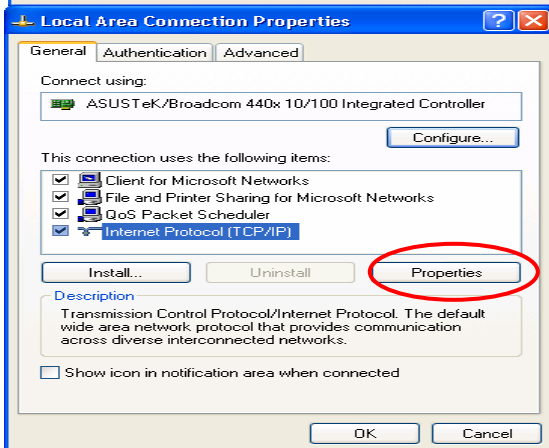 Local Area Connection Properties
General Authentication Advanced
Connect using:
ASUSTeK/Broadcom 440x 10/100 Integrated Controller
Configure...
This connection uses the following items:
Client for Microsoft Networks
File and Printer Sharing for Microsoft Networks
QoS Packet Scheduler
Internet Protocol (TCP/IP)
Install... Uninstall Properties
Description
Transmission Control Protocol/Internet Protocol. The default
wide area network protocol that provides communication
across diverse interconnected networks.
Show icon in notification area when connected
OK Cancel